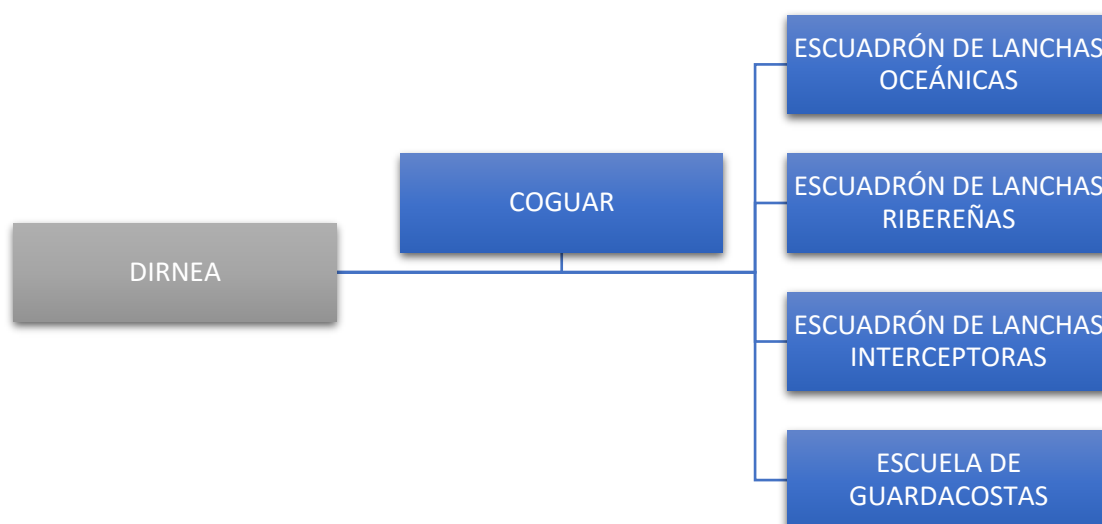 DIRNEA
COGUAR
ESCUADRÓN DE LANCHAS
OCEÁNICAS
ESCUADRÓN DE LANCHAS
RIBEREÑAS
ESCUADRÓN DE LANCHAS
INTERCEPTORAS
ESCUELA DE
GUARDACOSTAS